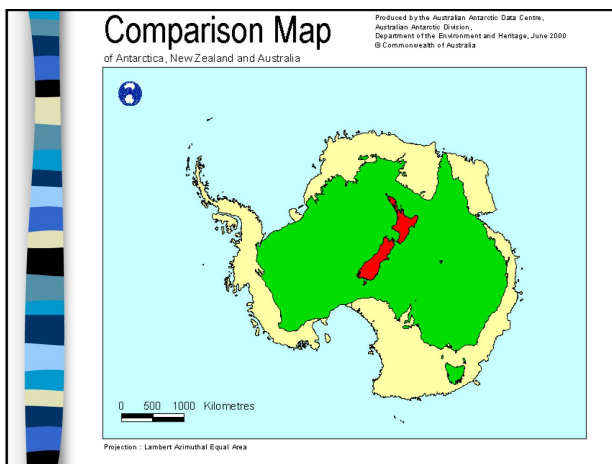 Comparison Map
of Antarctica, New Zealand and Australia
Produced by the Australian Antarctic Data Centre,
Australian Antarctic Division,
Department of the Environment and Heritage, June 2000
© Commonwealth of Australia
0 500 1000 Kilometres
Projection : Lambert Azimuthal Equal Area